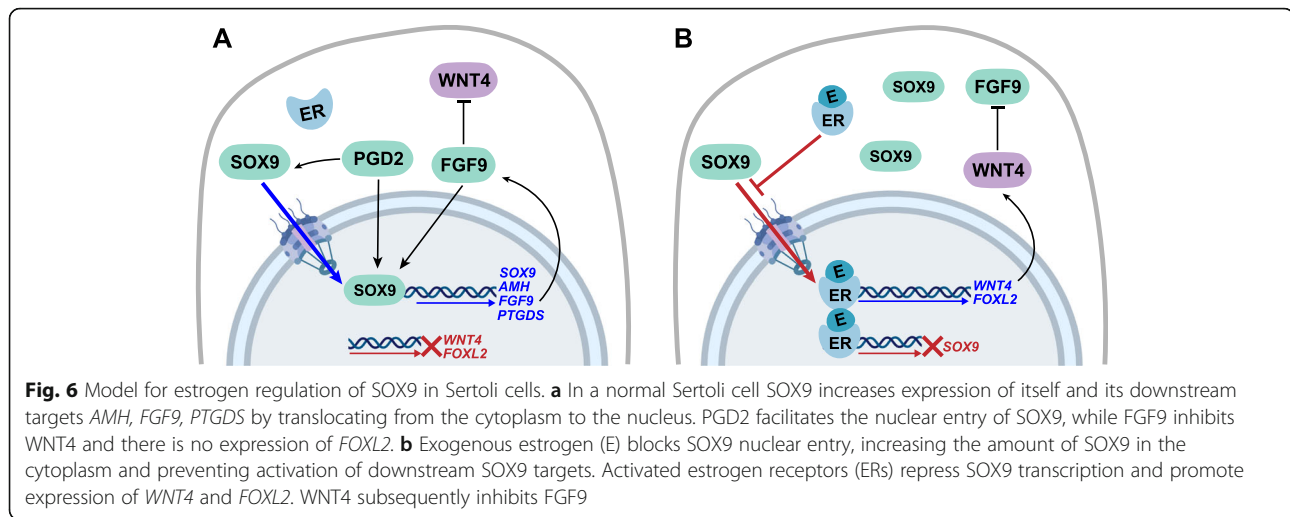 A
WNT4
ER
SOX9
PGD2
FGF9
SOX9
SOX9
AMH
FGF9
PTGDS
WNT4
FOXL2
B
E
ER
SOX9
FGF9
SOX9
SOX9
WNT4
E
ER
WNT4
FOXL2
E
ER
SOX9
Fig. 6 Model for estrogen regulation of SOX9 in Sertoli cells. a In a normal Sertoli cell SOX9 increases expression of itself and its downstream
targets AMH, FGF9, PTGDS by translocating from the cytoplasm to the nucleus. PGD2 facilitates the nuclear entry of SOX9, while FGF9 inhibits
WNT4 and there is no expression of FOXL2. b Exogenous estrogen (E) blocks SOX9 nuclear entry, increasing the amount of SOX9 in the
cytoplasm and preventing activation of downstream SOX9 targets. Activated estrogen receptors (ERs) repress SOX9 transcription and promote
expression of WNT4 and FOXL2. WNT4 subsequently inhibits FGF9